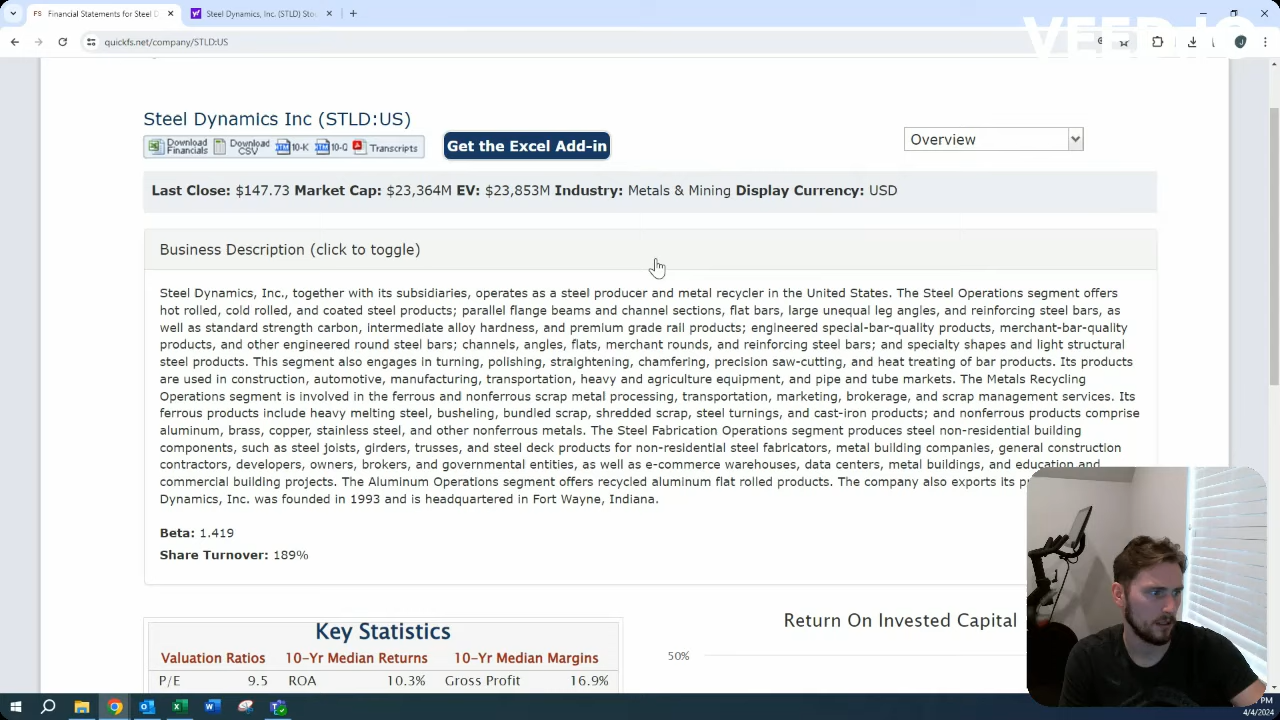 Financial Statements for Steel D
Steel Dynamics, Inc. (STLD) Stoc
quickfs.net/company/STLD:US
VEED.IO
Steel Dynamics Inc (STLD:US)
Download Financials Download CSV 10-K 10-Q Transcripts
Get the Excel Add-in
Overview
Last Close: $147.73 Market Cap: $23,364M EV: $23,853M Industry: Metals & Mining Display Currency: USD
Business Description (click to toggle)
Steel Dynamics, Inc., together with its subsidiaries, operates as a steel producer and metal recycler in the United States. The Steel Operations segment offers
hot rolled, cold rolled, and coated steel products; parallel flange beams and channel sections, flat bars, large unequal leg angles, and reinforcing steel bars, as
well as standard strength carbon, intermediate alloy hardness, and premium grade rail products; engineered special-bar-quality products, merchant-bar-quality
products, and other engineered round steel bars; channels, angles, flats, merchant rounds, and reinforcing steel bars; and specialty shapes and light structural
steel products. This segment also engages in turning, polishing, straightening, chamfering, precision saw-cutting, and heat treating of bar products. Its products
are used in construction, automotive, manufacturing, transportation, heavy and agriculture equipment, and pipe and tube markets. The Metals Recycling
Operations segment is involved in the ferrous and nonferrous scrap metal processing, transportation, marketing, brokerage, and scrap management services. Its
ferrous products include heavy melting steel, busheling, bundled scrap, shredded scrap, steel turnings, and cast-iron products; and nonferrous products comprise
aluminum, brass, copper, stainless steel, and other nonferrous metals. The Steel Fabrication Operations segment produces steel non-residential building
components, such as steel joists, girders, trusses, and steel deck products for non-residential steel fabricators, metal building companies, general construction
contractors, developers, owners, brokers, and governmental entities, as well as e-commerce warehouses, data centers, metal buildings, and education and
commercial building projects. The Aluminum Operations segment offers recycled aluminum flat rolled products. The company also exports its
Dynamics, Inc. was founded in 1993 and is headquartered in Fort Wayne, Indiana.
Beta: 1.419
Share Turnover: 189%
Key Statistics
Valuation Ratios 10-Yr Median Returns 10-Yr Median Margins
P/E 9.5 ROA 10.3% Gross Profit 16.9%
Return On Invested Capital
50%
PM
4/4/2024